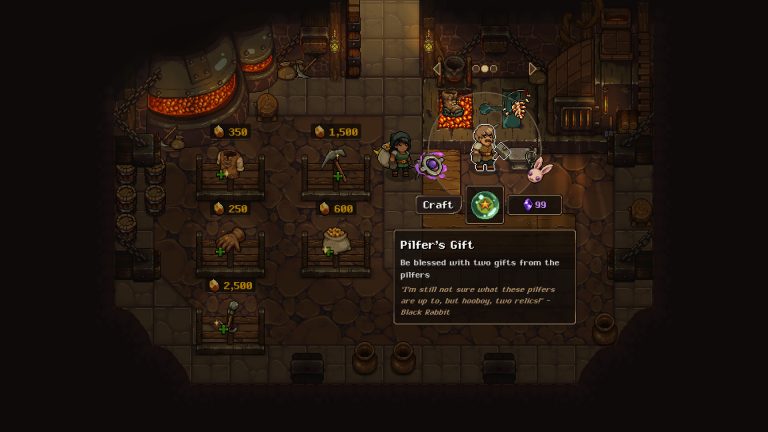 350
1,500
250
600
2,500
Craft
99
Pilfer's Gift
Be blessed with two gifts from the
pilfers
"I'm still not sure what these pilfers
are up to, but hooboy, two relics!" -
Black Rabbit